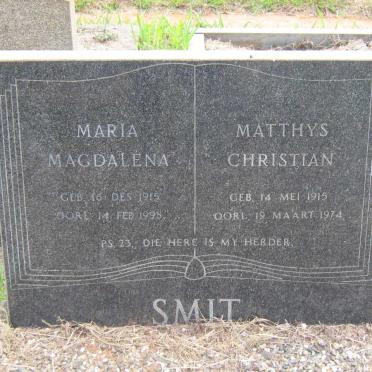 MARIA
MAGDALENA
GEB. 16 DES 1915
OORL. 14 FEB 1998
MATTHYS
CHRISTIAN
GEB. 14 MEI 1915
OORL. 19 MAART 1974
PS. 23, DIE HERE IS MY HERDER.
SMIT